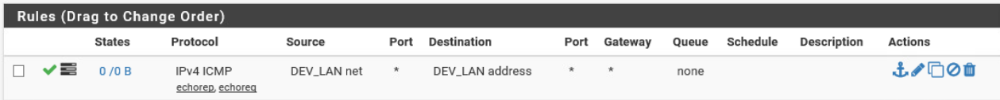 Rules (Drag to Change Order)
States Protocol Source Port Destination Port Gateway Queue Schedule Description Actions
0 /0 B IPv4 ICMP DEV_LAN net * DEV_LAN address * * none
echorep, echoreq